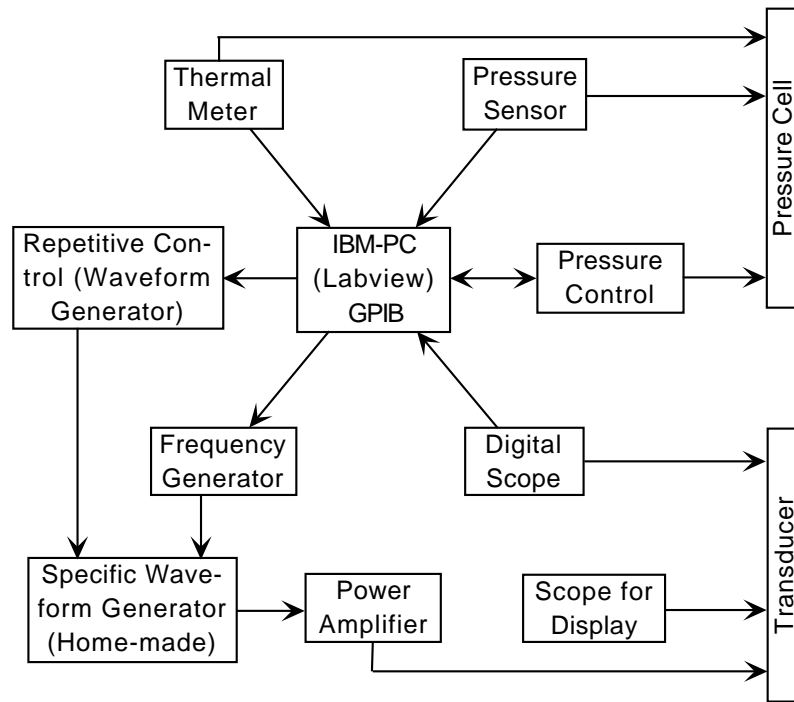 Thermal
Meter
Pressure
Sensor
Pressure Cell
Repetitive Con-
trol (Waveform
Generator)
IBM-PC
(Labview)
GPIB
Pressure
Control
Frequency
Generator
Digital
Scope
Transducer
Specific Wave-
form Generator
(Home-made)
Power
Amplifier
Scope for
Display